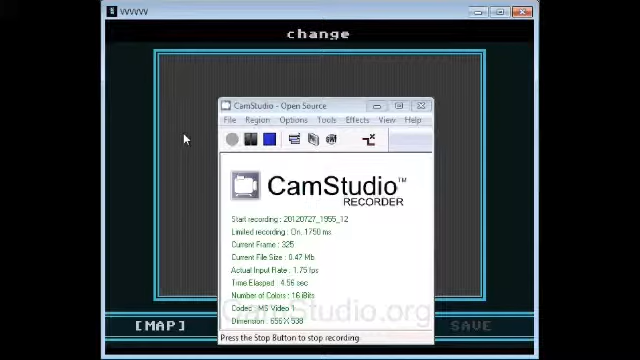 VVVVVV
change
CamStudio - Open Source
File Region Options Tools Effects View Help
CamStudio™
RECORDER
Start recording : 20120727_1955_12
Limited recording : On, 1750 ms
Current Frame : 325
Current File Size : 0.47 Mb
Actual Input Rate : 1.75 fps
Time Elasped : 4.56 sec
Number of Colors : 16 Bits
Codec : MS Video 1
Dimension : 656 X 538
CamStudio.org
[MAP] SAVE
Press the Stop Button to stop recording